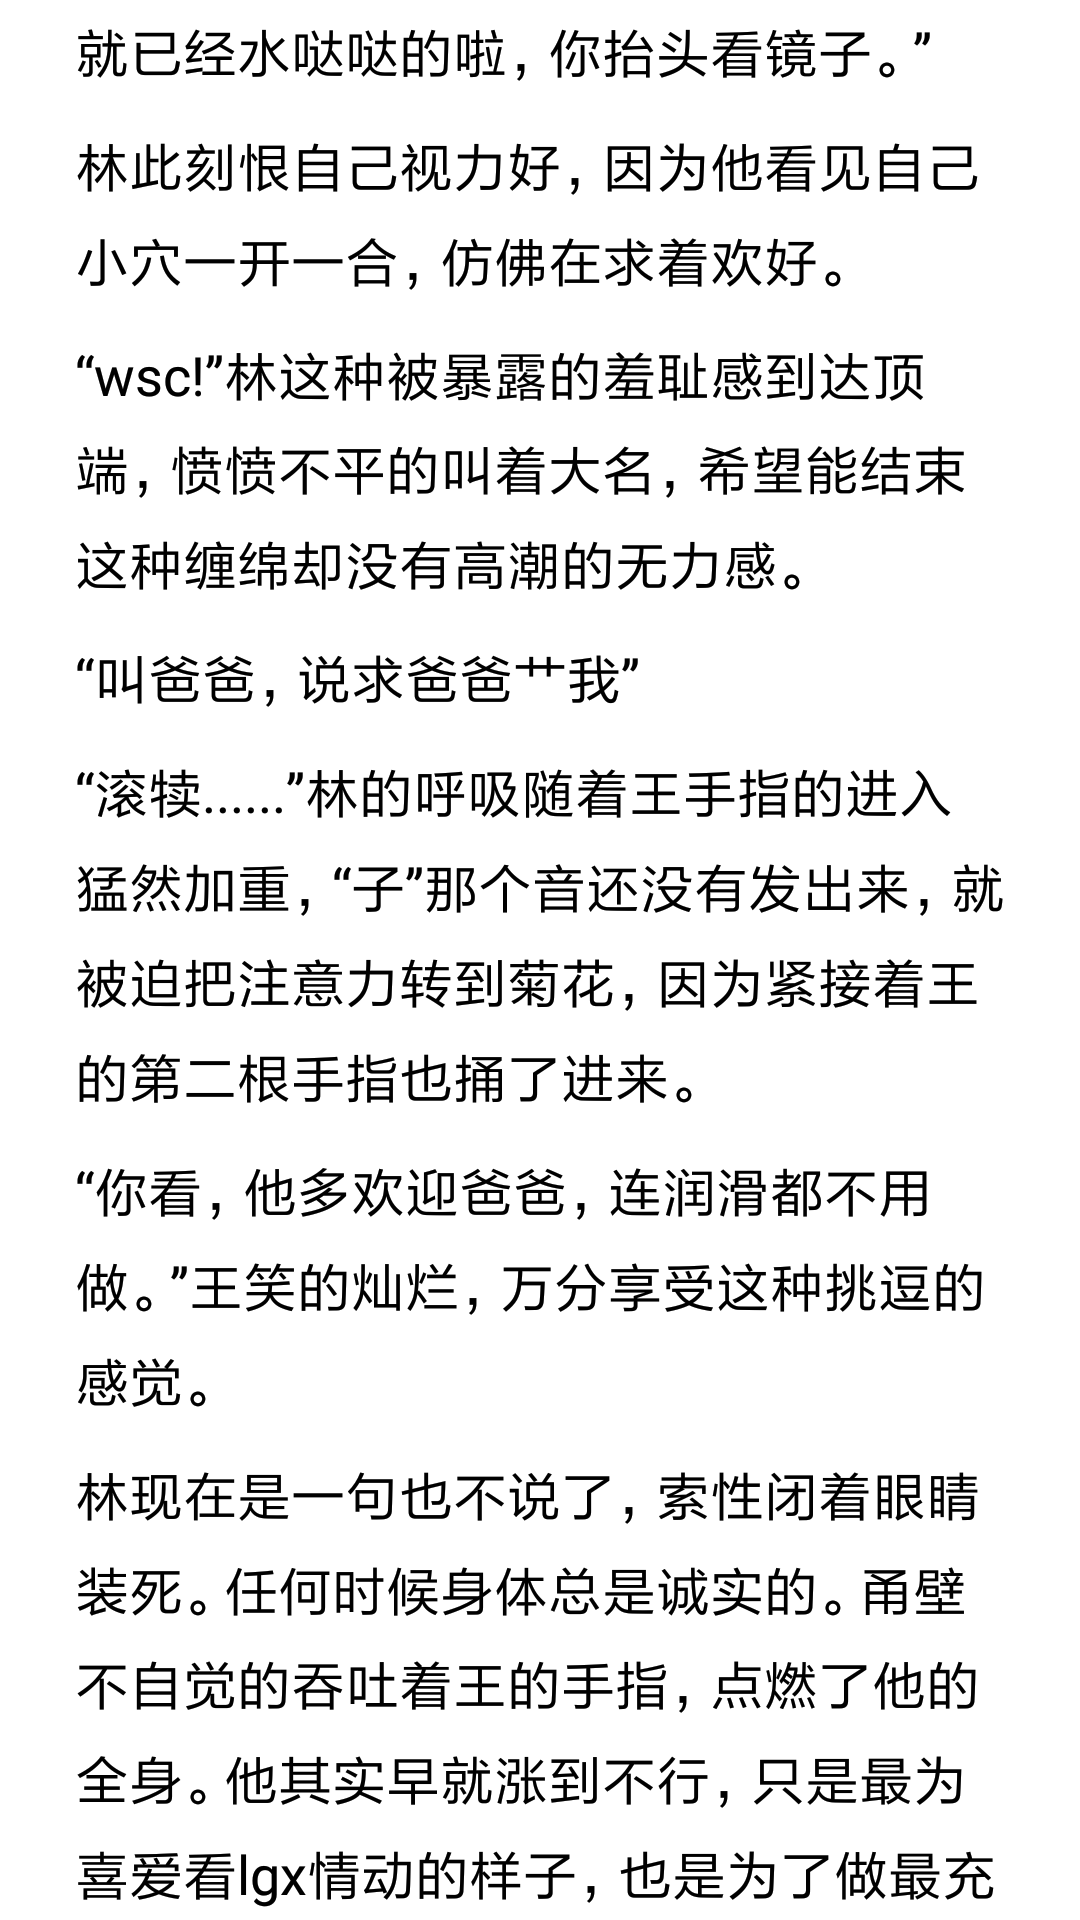 就已经水哒哒的啦，你抬头看镜子。”
林此刻恨自己视力好，因为他看见自己
小穴一开一合，仿佛在求着欢好。
“wsc!”林这种被暴露的羞耻感到达顶
端，愤愤不平的叫着大名，希望能结束
这种缠绵却没有高潮的无力感。
“叫爸爸，说求爸爸艹我”
“滚犊……”林的呼吸随着王手指的进入
猛然加重，“子”那个音还没有发出来，就
被迫把注意力转到菊花，因为紧接着王
的第二根手指也捅了进来。
“你看，他多欢迎爸爸，连润滑都不用
做。”王笑的灿烂，万分享受这种挑逗的
感觉。
林现在是一句也不说了，索性闭着眼睛
装死。任何时候身体总是诚实的。甬壁
不自觉的吞吐着王的手指，点燃了他的
全身。他其实早就涨到不行，只是最为
喜爱看lgx情动的样子，也是为了做最充